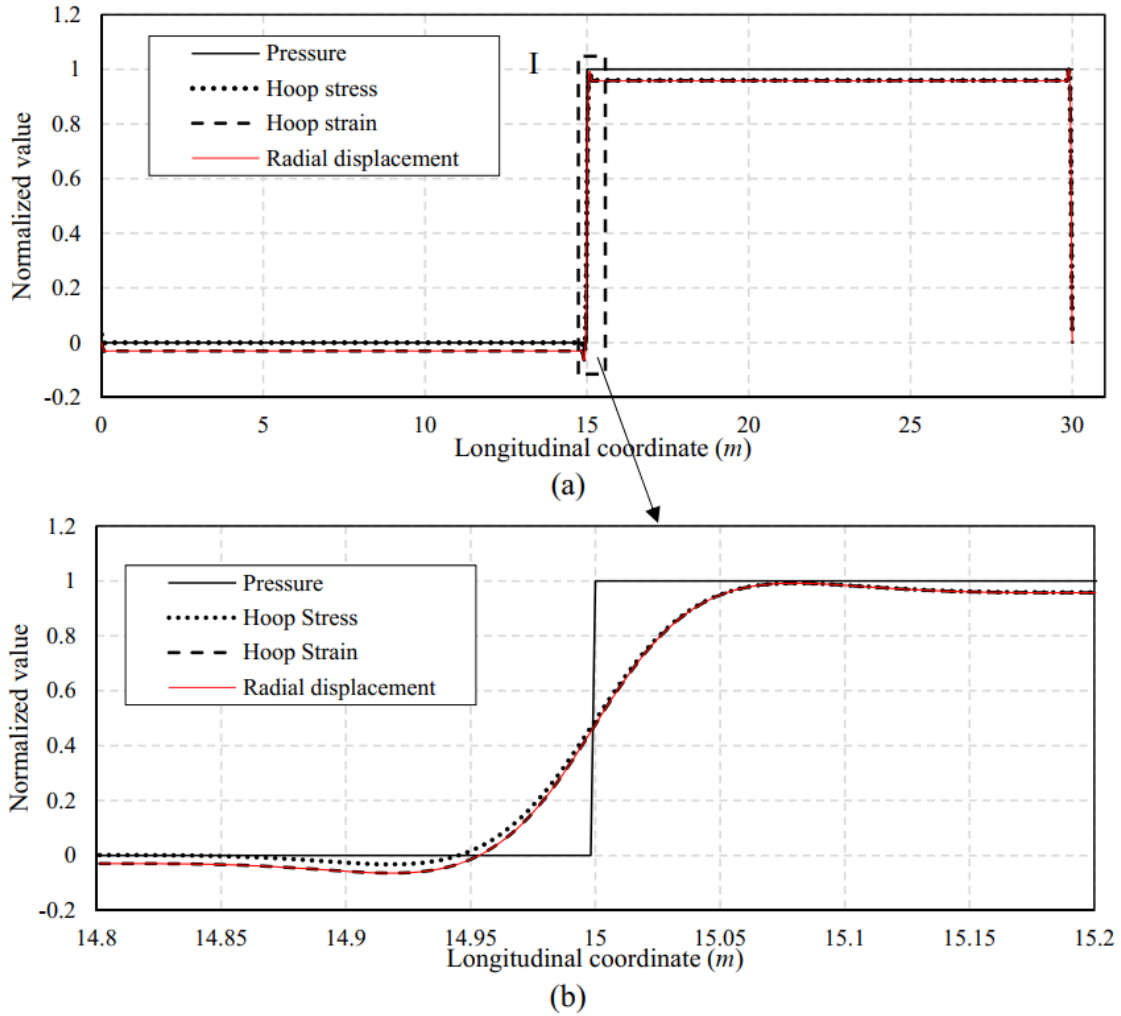 1.2
1
0.8
0.6
0.4
0.2
0
-0.2
Normalized value
Pressure
Hoop stress
Hoop strain
Radial displacement
I
0 5 10 15 20 25 30
Longitudinal coordinate (m)
(a)
1.2
1
0.8
0.6
0.4
0.2
0
-0.2
Normalized value
Pressure
Hoop Stress
Hoop Strain
Radial displacement
14.8 14.85 14.9 14.95 15 15.05 15.1 15.15 15.2
Longitudinal coordinate (m)
(b)